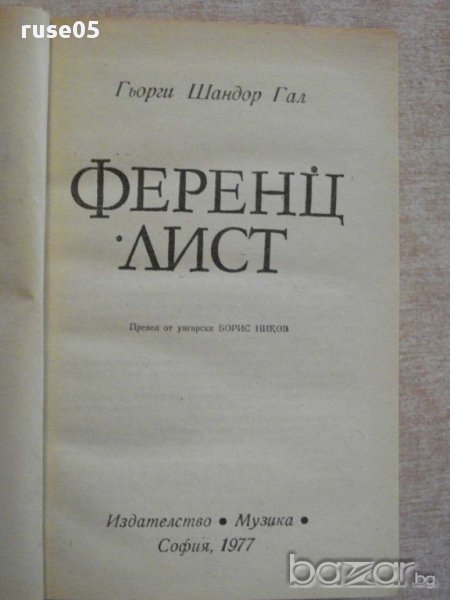 ruse05
Гьорги Шандор Гал
ФЕРЕНЦ
ЛИСТ
Превел от унгарски БОРИС НИКОВ
Издателство • Музика •
София, 1977
bazar.bg